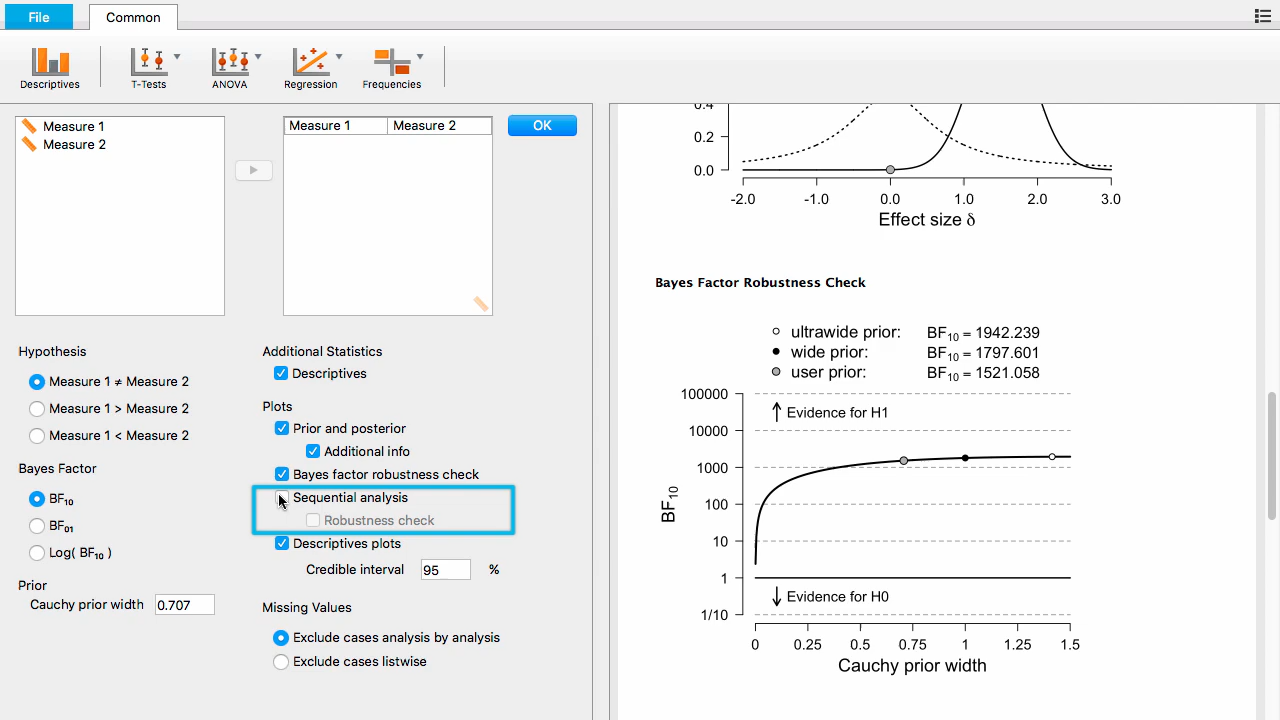 File
Common
Descriptives
T-Tests
ANOVA
Regression
Frequencies
Measure 1
Measure 2
Measure 1
Measure 2
OK
Hypothesis
Measure 1 ≠ Measure 2
Measure 1 > Measure 2
Measure 1 < Measure 2
Bayes Factor
BF₁₀
BF₀₁
Log( BF₁₀ )
Prior
Cauchy prior width 0.707
Additional Statistics
Descriptives
Plots
Prior and posterior
Additional info
Bayes factor robustness check
Sequential analysis
Robustness check
Descriptives plots
Credible interval 95 %
Missing Values
Exclude cases analysis by analysis
Exclude cases listwise
0.4
0.2
0.0
-2.0 -1.0 0.0 1.0 2.0 3.0
Effect size δ
Bayes Factor Robustness Check
ultrawide prior: BF₁₀ = 1942.239
wide prior: BF₁₀ = 1797.601
user prior: BF₁₀ = 1521.058
100000
Evidence for H1
10000
1000
100
10
1
Evidence for H0
1/10
BF₁₀
0 0.25 0.5 0.75 1 1.25 1.5
Cauchy prior width